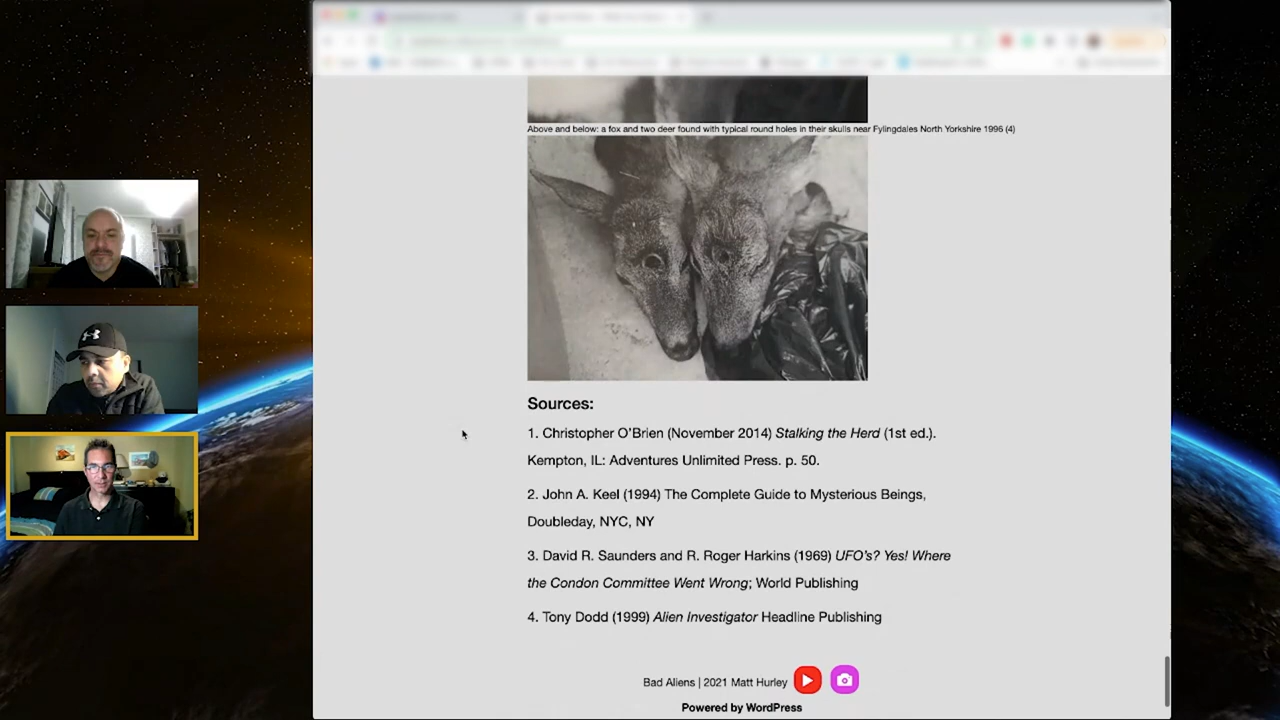 Above and below: a fox and two deer found with typical round holes in their skulls near Fylingdales North Yorkshire 1996 (4)
Sources:
1. Christopher O'Brien (November 2014) Stalking the Herd (1st ed.).
Kempton, IL: Adventures Unlimited Press. p. 50.
2. John A. Keel (1994) The Complete Guide to Mysterious Beings,
Doubleday, NYC, NY
3. David R. Saunders and R. Roger Harkins (1969) UFO's? Yes! Where
the Condon Committee Went Wrong; World Publishing
4. Tony Dodd (1999) Alien Investigator Headline Publishing
Bad Aliens | 2021 Matt Hurley
Powered by WordPress